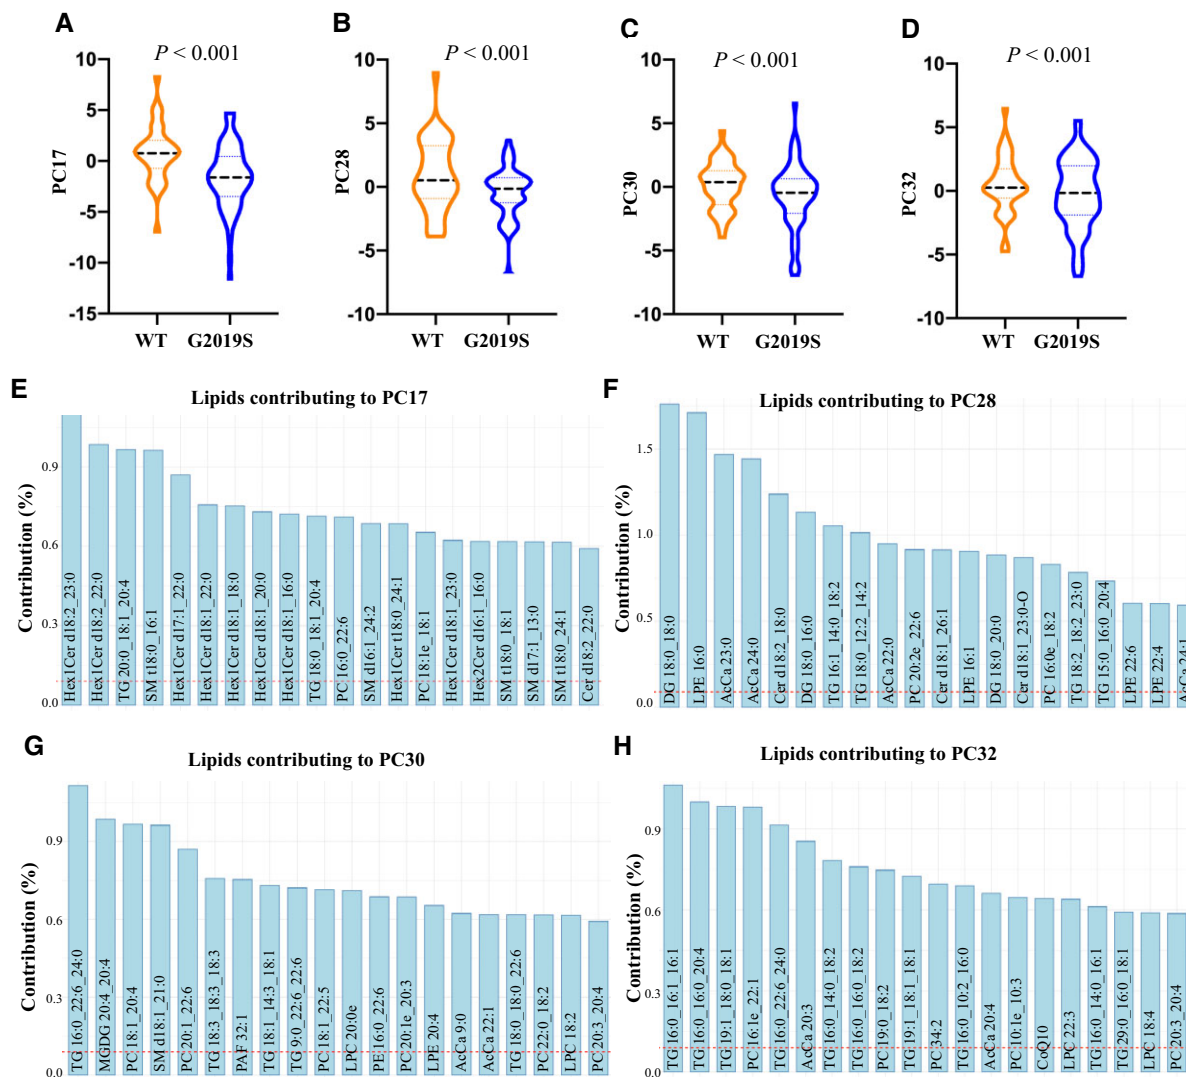 A
P < 0.001
10
5
0
-5
-10
-15
PC17
WT G2019S
B
P < 0.001
10
5
0
-5
-10
PC28
WT G2019S
C
P < 0.001
10
5
0
-5
-10
PC30
WT G2019S
D
P < 0.001
10
5
0
-5
-10
PC32
WT G2019S
E
Lipids contributing to PC17
Contribution (%)
0.9
0.6
0.3
0.0
Hex1Cer d18:2_23:0
Hex1Cer d18:2_22:0
TG 20:0_18:1_20:4
SM t18:0_16:1
Hex1Cer d17:1_22:0
Hex1Cer d18:1_22:0
Hex1Cer d18:1_18:0
Hex1Cer d18:1_20:0
Hex1Cer d18:1_16:0
TG 18:0_18:1_20:4
PC 16:0_22:6
SM d16:1_24:2
Hex1Cer t18:0_24:1
PC 18:1e_18:1
Hex1Cer d18:1_23:0
Hex2Cer d16:1_16:0
SM t18:0_18:1
SM d17:1_13:0
SM t18:0_24:1
Cer d18:2_22:0
F
Lipids contributing to PC28
Contribution (%)
1.5
1.0
0.5
0.0
DG 18:0_18:0
LPE 16:0
AcCa 23:0
AcCa 24:0
Cer d18:2_18:0
DG 18:0_16:0
TG 16:1_14:0_18:2
TG 18:0_12:2_14:2
AcCa 22:0
PC 20:2e_22:6
Cer d18:1_26:1
LPE 16:1
DG 18:0_20:0
Cer d18:1_23:0-O
PC 16:0e_18:2
TG 18:2_18:2_23:0
TG 15:0_16:0_20:4
LPE 22:6
LPE 22:4
AcCa 24:1
G
Lipids contributing to PC30
Contribution (%)
0.9
0.6
0.3
0.0
TG 16:0_22:6_24:0
MGDG 20:4_20:4
PC 18:1_20:4
SM d18:1_21:0
PC 20:1_22:6
TG 18:3_18:3_18:3
PAF 32:1
TG 18:1_14:3_18:1
TG 9:0_22:6_22:6
PC 18:1_22:5
LPC 20:0e
PE 16:0_22:6
PC 20:1e_20:3
LPE 20:4
AcCa 9:0
AcCa 22:1
TG 18:0_18:0_22:6
PC 22:0_18:2
LPC 18:2
PC 20:3_20:4
H
Lipids contributing to PC32
Contribution (%)
0.9
0.6
0.3
0.0
TG 16:0_16:1_16:1
TG 16:0_16:0_20:4
TG 19:1_18:0_18:1
PC 16:1e_22:1
TG 16:0_22:6_24:0
AcCa 20:3
TG 16:0_14:0_18:2
TG 16:0_16:0_18:2
PC 19:0_18:2
TG 19:1_18:1_18:1
PC 34:2
TG 16:0_10:2_16:0
AcCa 20:4
PC 10:1e_10:3
CoQ10
LPC 22:3
TG 16:0_14:0_16:1
TG 29:0_16:0_18:1
LPC 18:4
PC 20:3_20:4